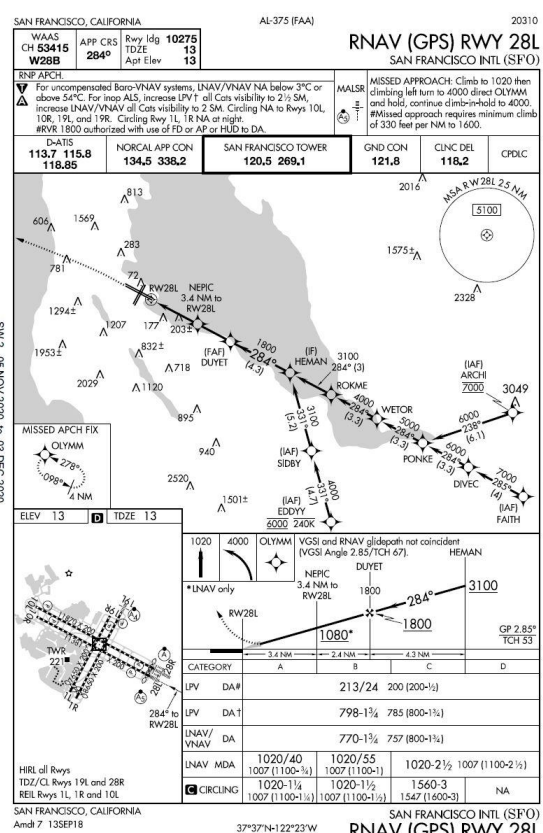 SAN FRANCISCO, CALIFORNIA
AL-375 (FAA)
20310
WAAS
CH 53415
W28B
APP CRS
284°
Rwy ldg 10275
TDZE 13
Apt Elev 13
RNAV (GPS) RWY 28L
SAN FRANCISCO INTL (SFO)
RNP APCH.
T
A
For uncompensated Baro-VNAV systems, LNAV/VNAV NA below 3°C or
above 54°C. For inop ALS, increase LPV† all Cats visibility to 2½ SM,
increase LNAV/VNAV all Cats visibility to 2 SM. Circling NA to Rwys 10L,
10R, 19L, and 19R. Circling Rwy 1L, 1R NA at night.
#RVR 1800 authorized with use of FD or AP or HUD to DA.
MALSR
A5
MISSED APPROACH: Climb to 1020 then
climbing left turn to 4000 direct OLYMM
and hold, continue climb-in-hold to 4000.
#Missed approach requires minimum climb
of 330 feet per NM to 1600.
D-ATIS
113.7 115.8
118.85
NORCAL APP CON
134.5 338.2
SAN FRANCISCO TOWER
120.5 269.1
GND CON
121.8
CLNC DEL
118.2
CPDLC
MSA RW28L 25 NM
5100
2016
813
606
1569
283
1575±
781
72
RW28L
NEPIC
3.4 NM to
RW28L
2328
1294±
1207
177
203±
1953±
832±
718
2029
1120
895
940
2520
1501±
(FAF)
DUYET
1800
284°
(4.3)
(IF)
HEMAN
3100
284° (3)
ROKME
4000
284°
(3.3)
WETOR
5000
284°
(3.3)
PONKE
6000
284°
(3.3)
DIVEC
7000
285°
(4)
(IAF)
FAITH
(IAF)
ARCHI
7000
3049
6000
238°
(6.1)
3100
331°
(5.2)
(IAF)
SIDBY
4000
331°
(4.7)
(IAF)
EDDYY
6000 240K
MISSED APCH FIX
OLYMM
278°
098°
4 NM
ELEV 13
D
TDZE 13
TWR
221
284° to
RW28L
HIRL all Rwys
TDZ/CL Rwys 19L and 28R
REIL Rwys 1L, 1R and 10L
1020
4000
OLYMM
VGSI and RNAV glidepath not coincident
(VGSI Angle 2.85/TCH 67).
*LNAV only
RW28L
NEPIC
3.4 NM to
RW28L
DUYET
1800
HEMAN
284°
3100
1800
1080*
GP 2.85°
TCH 53
3.4 NM
2.4 NM
4.3 NM
CATEGORY A B C D
LPV DA# 213/24 200 (200-½)
LPV DA† 798-1¾ 785 (800-1¾)
LNAV/
VNAV DA 770-1¾ 757 (800-1¾)
LNAV MDA 1020/40 1020/55 1020-2½ 1007 (1100-2½)
1007 (1100-¾) 1007 (1100-1)
C CIRCLING 1020-1¼ 1020-1½ 1560-3 NA
1007 (1100-1¼) 1007 (1100-1½) 1547 (1600-3)
SAN FRANCISCO, CALIFORNIA
Amdt 7 13SEP18
37°37'N-122°23'W
SAN FRANCISCO INTL (SFO)
RNAV (GPS) RWY 28L